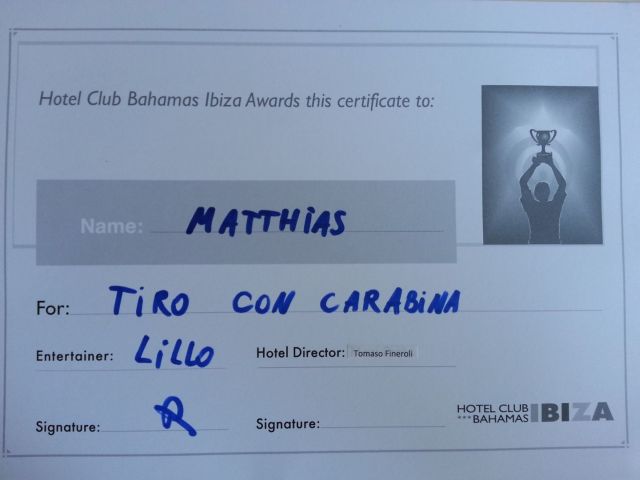 Hotel Club Bahamas Ibiza Awards this certificate to:
Name: MATTHiAS
For: TiRO CON CARABiNA
Entertainer: LiLLO Hotel Director: Tomaso Fineroli
Signature: Signature:
HOTEL CLUB
***BAHAMAS IBIZA